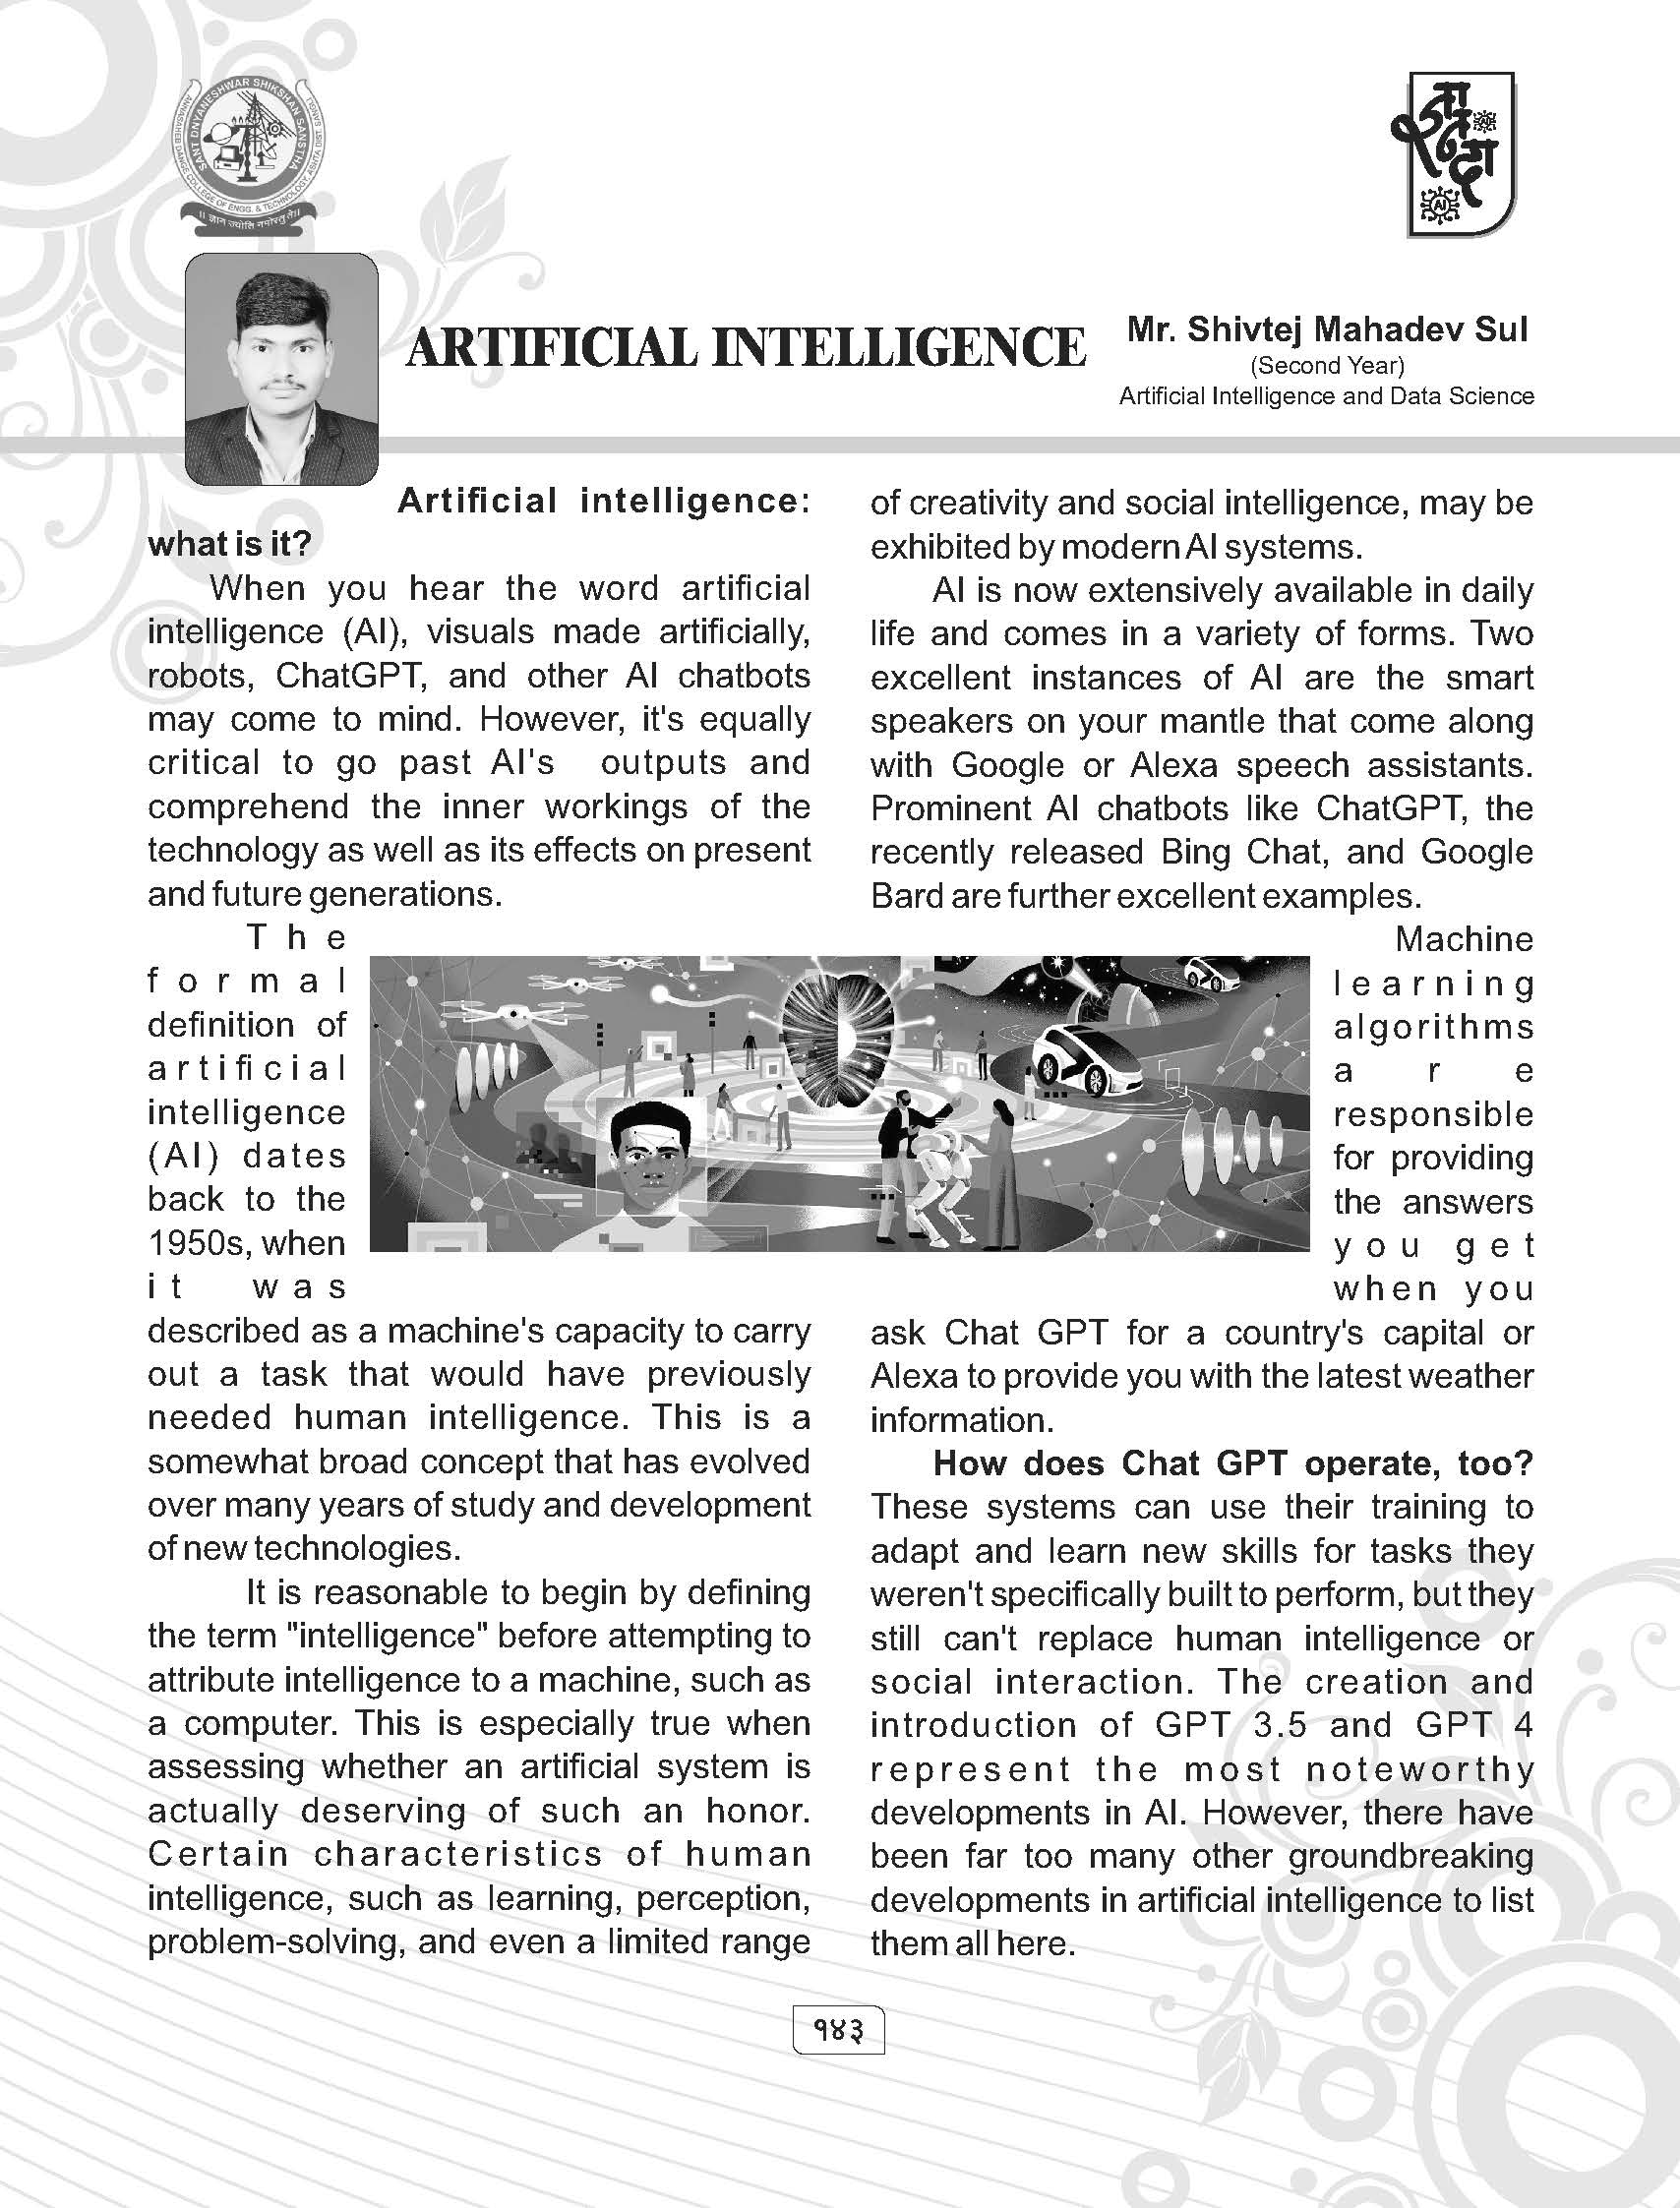 SANT DNYANESHWAR SHIKSHAN SANSTHA
ANNASAHEB DANGE COLLEGE OF ENGG. & TECHNOLOGY, ASHTA DIST. SANGLI
AI
AI
ARTIFICIAL INTELLIGENCE
Mr. Shivtej Mahadev Sul
(Second Year)
Artificial Intelligence and Data Science
Artificial intelligence:
what is it?
When you hear the word artificial
intelligence (AI), visuals made artificially,
robots, ChatGPT, and other AI chatbots
may come to mind. However, it's equally
critical to go past AI's outputs and
comprehend the inner workings of the
technology as well as its effects on present
and future generations.
The
formal
definition of
artificial
intelligence
(AI) dates
back to the
1950s, when
it was
described as a machine's capacity to carry
out a task that would have previously
needed human intelligence. This is a
somewhat broad concept that has evolved
over many years of study and development
of new technologies.
It is reasonable to begin by defining
the term "intelligence" before attempting to
attribute intelligence to a machine, such as
a computer. This is especially true when
assessing whether an artificial system is
actually deserving of such an honor.
Certain characteristics of human
intelligence, such as learning, perception,
problem-solving, and even a limited range
of creativity and social intelligence, may be
exhibited by modern AI systems.
AI is now extensively available in daily
life and comes in a variety of forms. Two
excellent instances of AI are the smart
speakers on your mantle that come along
with Google or Alexa speech assistants.
Prominent AI chatbots like ChatGPT, the
recently released Bing Chat, and Google
Bard are further excellent examples.
Machine
learning
algorithms
are
responsible
for providing
the answers
you get
when you
ask Chat GPT for a country's capital or
Alexa to provide you with the latest weather
information.
How does Chat GPT operate, too?
These systems can use their training to
adapt and learn new skills for tasks they
weren't specifically built to perform, but they
still can't replace human intelligence or
social interaction. The creation and
introduction of GPT 3.5 and GPT 4
represent the most noteworthy
developments in AI. However, there have
been far too many other groundbreaking
developments in artificial intelligence to list
them all here.
१४३